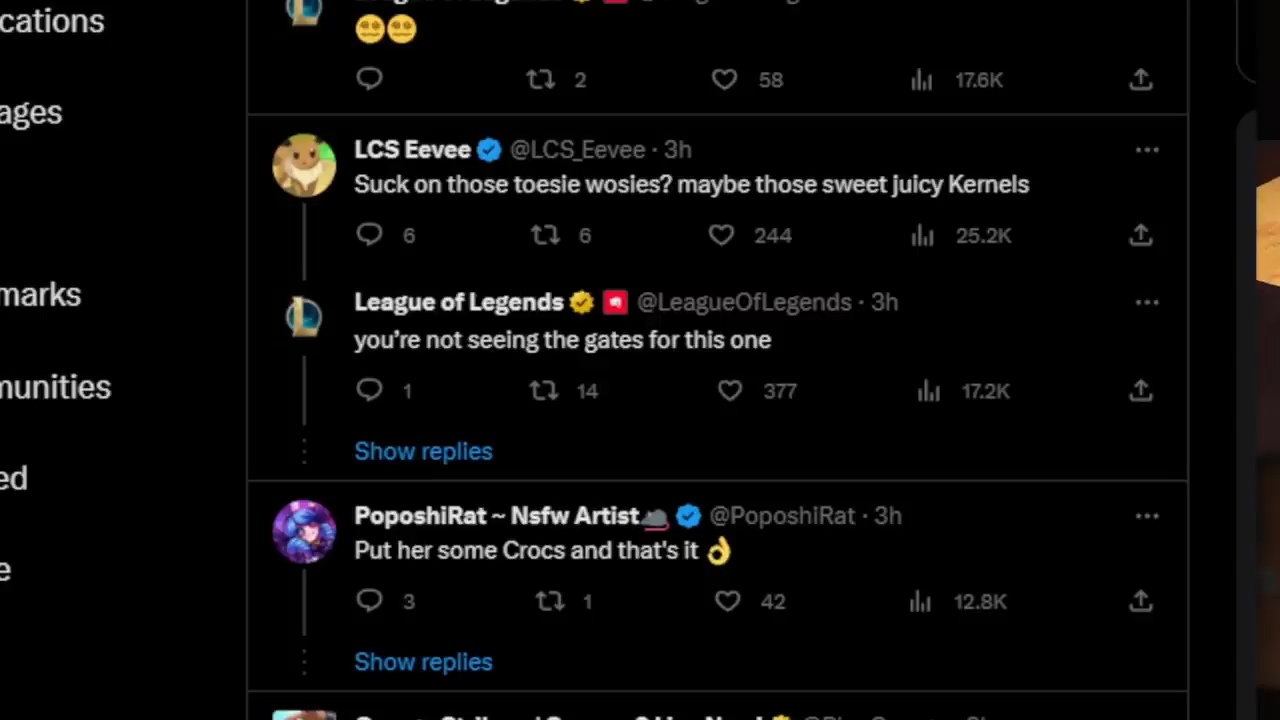 cations
ages
marks
munities
ed
e
2 58 17.6K
LCS Eevee @LCS_Eevee · 3h
Suck on those toesie wosies? maybe those sweet juicy Kernels
6 6 244 25.2K
League of Legends @LeagueOfLegends · 3h
you’re not seeing the gates for this one
1 14 377 17.2K
Show replies
PoposhiRat ~ Nsfw Artist @PoposhiRat · 3h
Put her some Crocs and that's it 👌
3 1 42 12.8K
Show replies